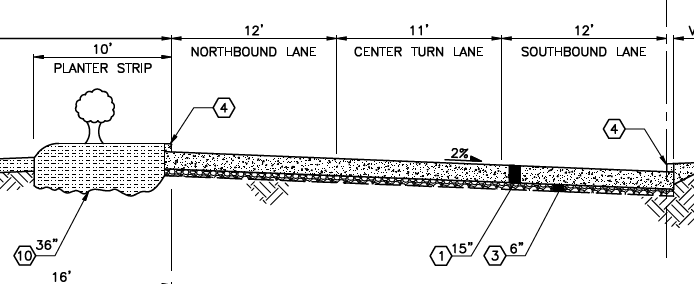 12' 11' 12'
10' NORTHBOUND LANE CENTER TURN LANE SOUTHBOUND LANE
PLANTER STRIP
4
4
2%
10 36" 1 15" 3 6"
16'